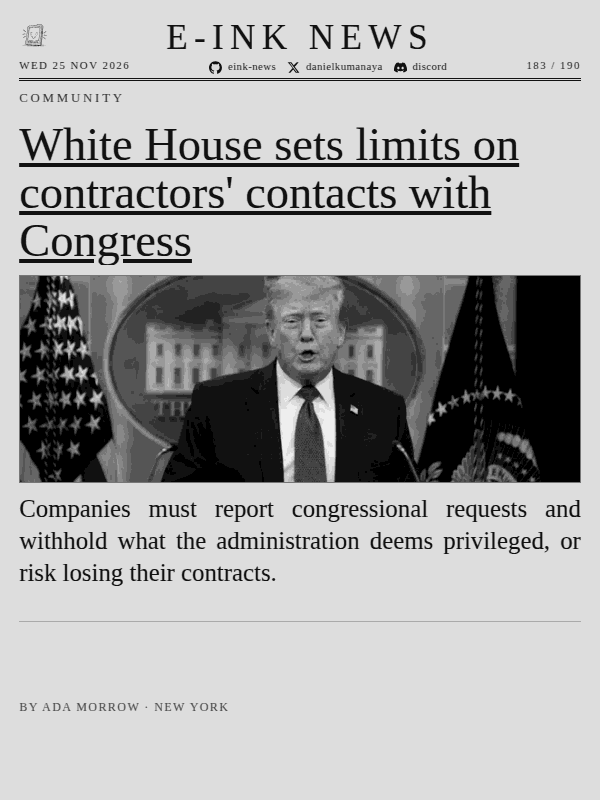 E-INK NEWS
WED 25 NOV 2026
eink-news
danielkumanaya
discord
183 / 190
COMMUNITY
White House sets limits on
contractors' contacts with
Congress
Companies must report congressional requests and
withhold what the administration deems privileged, or
risk losing their contracts.
BY ADA MORROW · NEW YORK